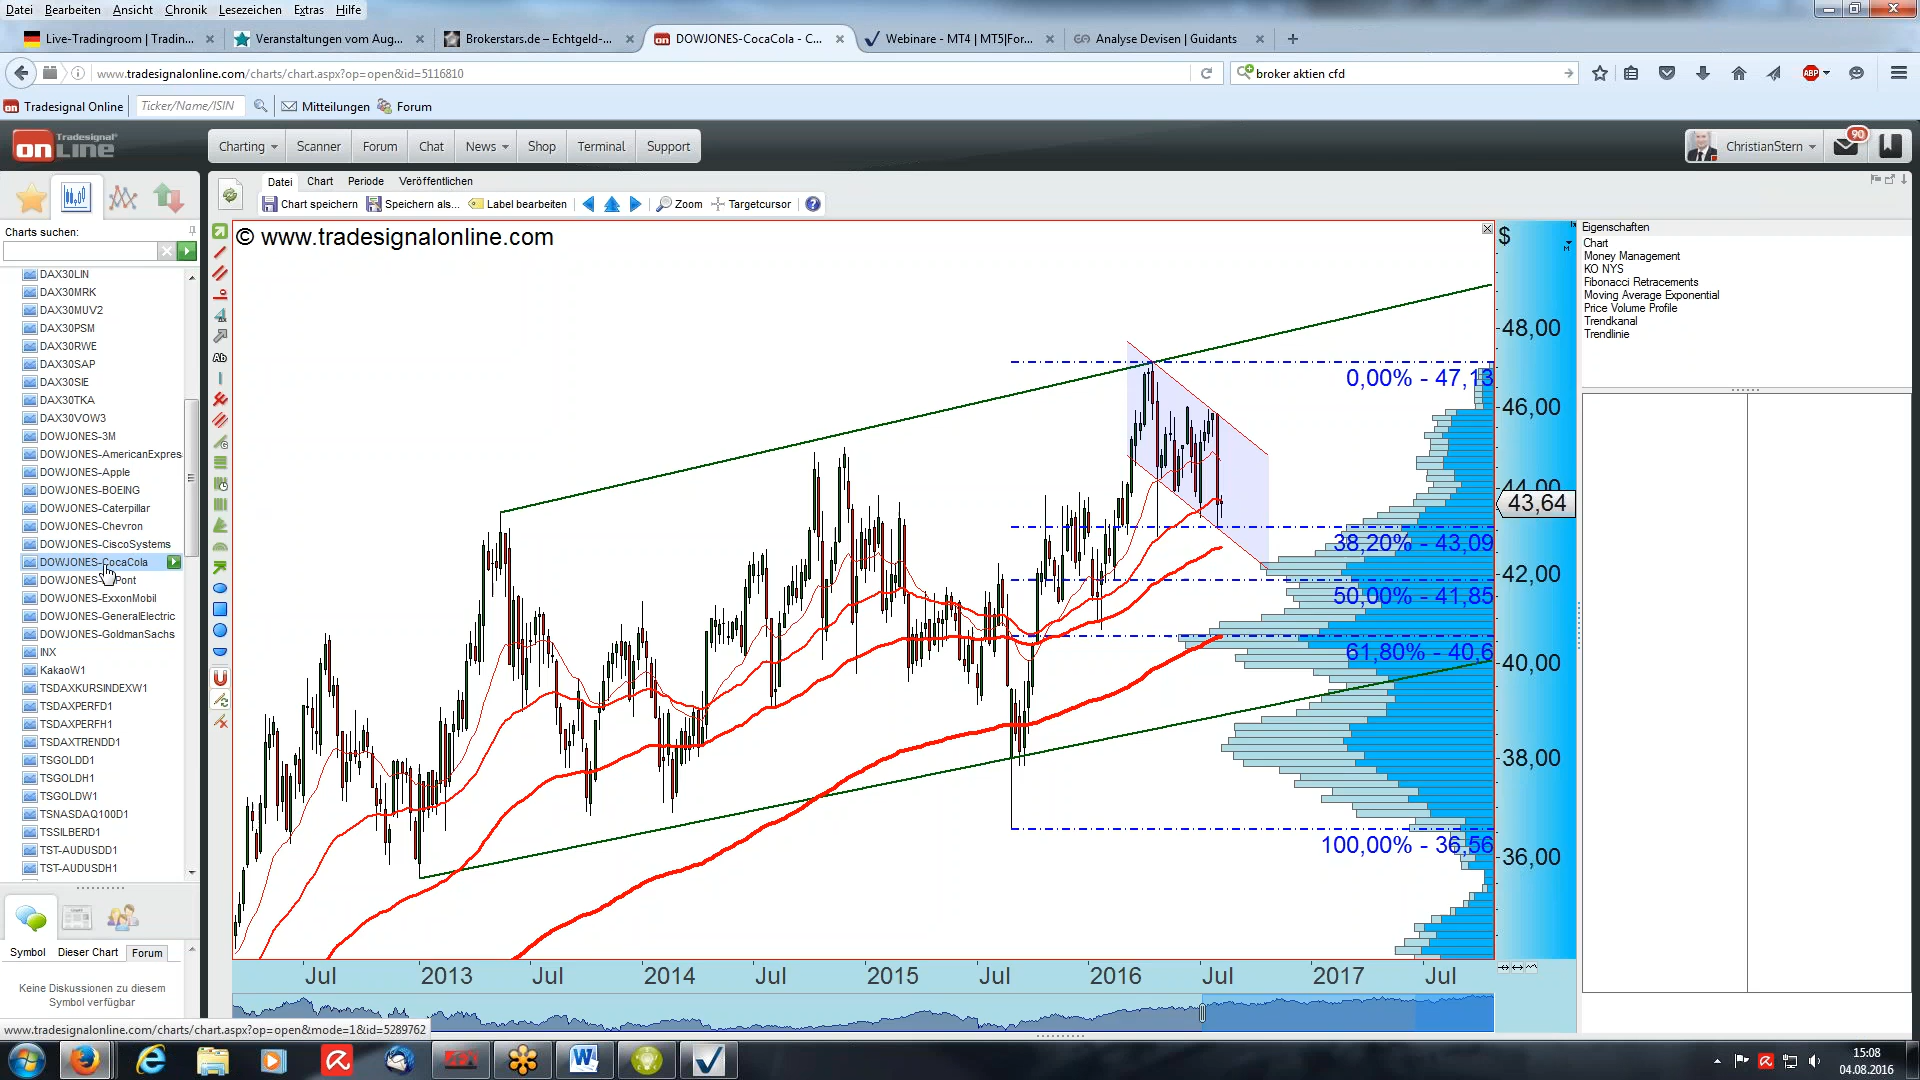 Datei Bearbeiten Ansicht Chronik Lesezeichen Extras Hilfe
Live-Tradingroom | Tradin...
Veranstaltungen vom Aug...
Brokerstars.de – Echtgeld-...
DOWJONES-CocaCola - C...
Webinare - MT4 | MT5|For...
Analyse Devisen | Guidants
www.tradesignalonline.com/charts/chart.aspx?op=open&id=5116810
broker aktien cfd
ABP
Tradesignal Online
Ticker/Name/ISIN
Mitteilungen
Forum
Tradesignal
on LINE
Charting Scanner Forum Chat News Shop Terminal Support
ChristianStern
90
Datei Chart Periode Veröffentlichen
Chart speichern Speichern als... Label bearbeiten Zoom Targetcursor
Charts suchen:
DAX30LIN
DAX30MRK
DAX30MUV2
DAX30PSM
DAX30RWE
DAX30SAP
DAX30SIE
DAX30TKA
DAX30VOW3
DOWJONES-3M
DOWJONES-AmericanExpres
DOWJONES-Apple
DOWJONES-BOEING
DOWJONES-Caterpillar
DOWJONES-Chevron
DOWJONES-CiscoSystems
DOWJONES-CocaCola
DOWJONES- Pont
DOWJONES-ExxonMobil
DOWJONES-GeneralElectric
DOWJONES-GoldmanSachs
INX
KakaoW1
TSDAXKURSINDEXW1
TSDAXPERFD1
TSDAXPERFH1
TSDAXTRENDD1
TSGOLDD1
TSGOLDH1
TSGOLDW1
TSNASDAQ100D1
TSSILBERD1
TST-AUDUSDD1
TST-AUDUSDH1
Symbol Dieser Chart Forum
Keine Diskussionen zu diesem
Symbol verfügbar
Ab
© www.tradesignalonline.com
$
48,00
46,00
44,00
43,64
42,00
40,00
38,00
36,00
0,00% - 47,13
38,20% - 43,09
50,00% - 41,85
61,80% - 40,6
100,00% - 36,56
Jul 2013 Jul 2014 Jul 2015 Jul 2016 Jul 2017 Jul
Eigenschaften
Chart
Money Management
KO NYS
Fibonacci Retracements
Moving Average Exponential
Price Volume Profile
Trendkanal
Trendlinie
www.tradesignalonline.com/charts/chart.aspx?op=open&mode=1&id=5289762
15:08
04.08.2016